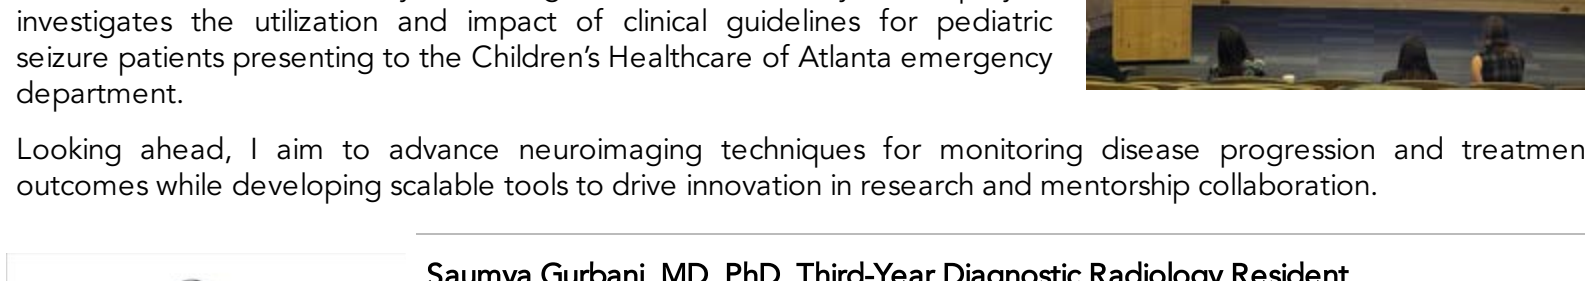 investigates the utilization and impact of clinical guidelines for pediatric
seizure patients presenting to the Children's Healthcare of Atlanta emergency
department.
Looking ahead, I aim to advance neuroimaging techniques for monitoring disease progression and treatmen
outcomes while developing scalable tools to drive innovation in research and mentorship collaboration.
Saumya Gurbani, MD, PhD, Third-Year Diagnostic Radiology Resident